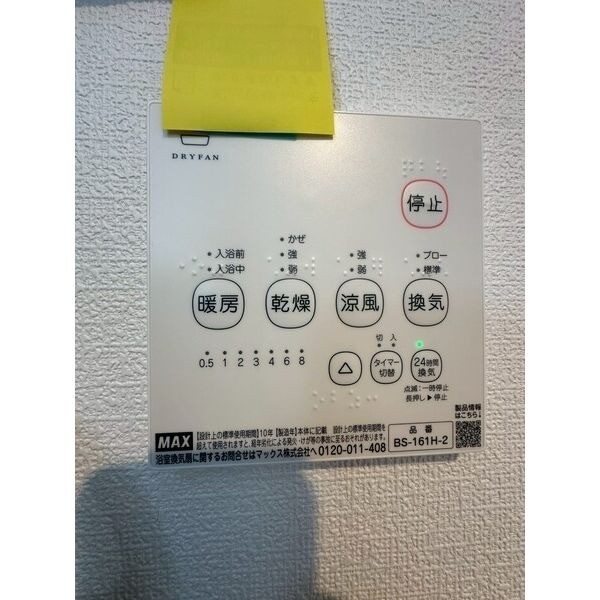 DRYFAN
停止
入浴前
入浴中
暖房
かぜ
強
弱
乾燥
強
弱
涼風
ブロー
標準
換気
0.5 1 2 3 4 6 8
△
切 入
タイマー
切替
24時間
換気
点滅:一時停止
長押し▶停止
製品情報
はこちら↓
MAX
【設計上の標準使用期間】10年【製造年】本体に記載 設計上の標準使用期間を
超えて使用されますと、経年劣化による発火・けが等の事故に至るおそれがあります。
浴室換気扇に関するお問合せはマックス株式会社へ 0120-011-408
品番
BS-161H-2